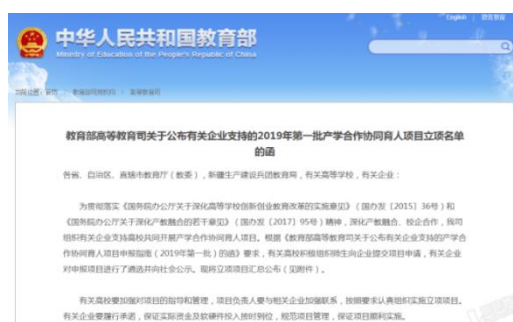 English
中华人民共和国教育部
Ministry of Education of the People's Republic of China
教育部高等教育司关于公布有关企业支持的2019年第一批产学合作协同育人项目立项名单
的函
各省、自治区、直辖市教育厅（教委），新疆生产建设兵团教育局，有关高等学校，有关企业：
为贯彻落实《国务院办公厅关于深化高等学校创新创业教育改革的实施意见》（国办发〔2015〕36号）和
《国务院办公厅关于深化产教融合的若干意见》（国办发〔2017〕95号）精神，深化产教融合、校企合作，我司
组织有关企业支持高校共同开展产学合作协同育人项目。根据《教育部高等教育司关于公布有关企业支持的产学合
作协同育人项目申报指南（2019年第一批）的函》要求，有关高校积极组织师生向企业提交项目申请，有关企业
对申报项目进行了遴选并向社会公示。现将立项项目汇总公布（见附件）。
有关高校要加强对项目的指导和管理，项目负责人要与相关企业加强联系，按照要求认真组织实施立项项目。
有关企业要履行承诺，保证实际资金及软硬件投入按时到位，规范项目管理，保证项目顺利实施。